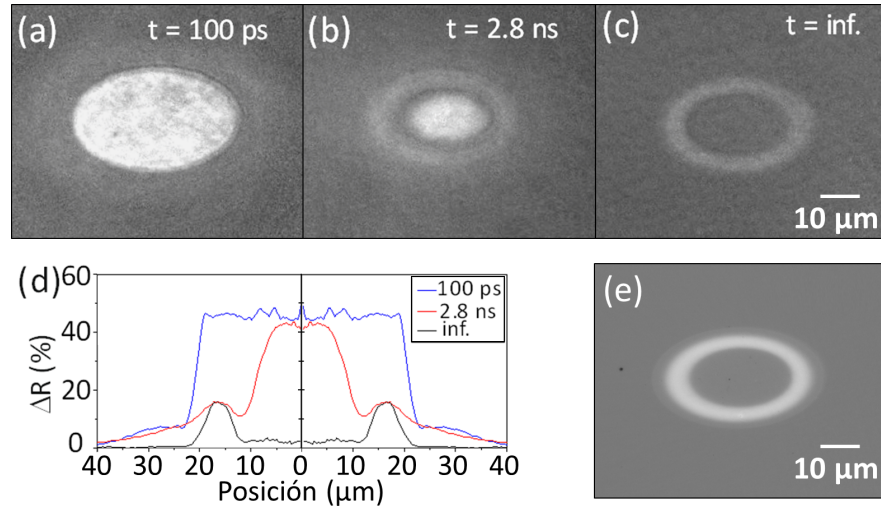 (a) t = 100 ps
(b) t = 2.8 ns
(c) t = inf.
10 μm
(d)
60
40
20
0
ΔR (%)
100 ps
2.8 ns
inf.
40 30 20 10 0 10 20 30 40
Posición (μm)
(e)
10 μm